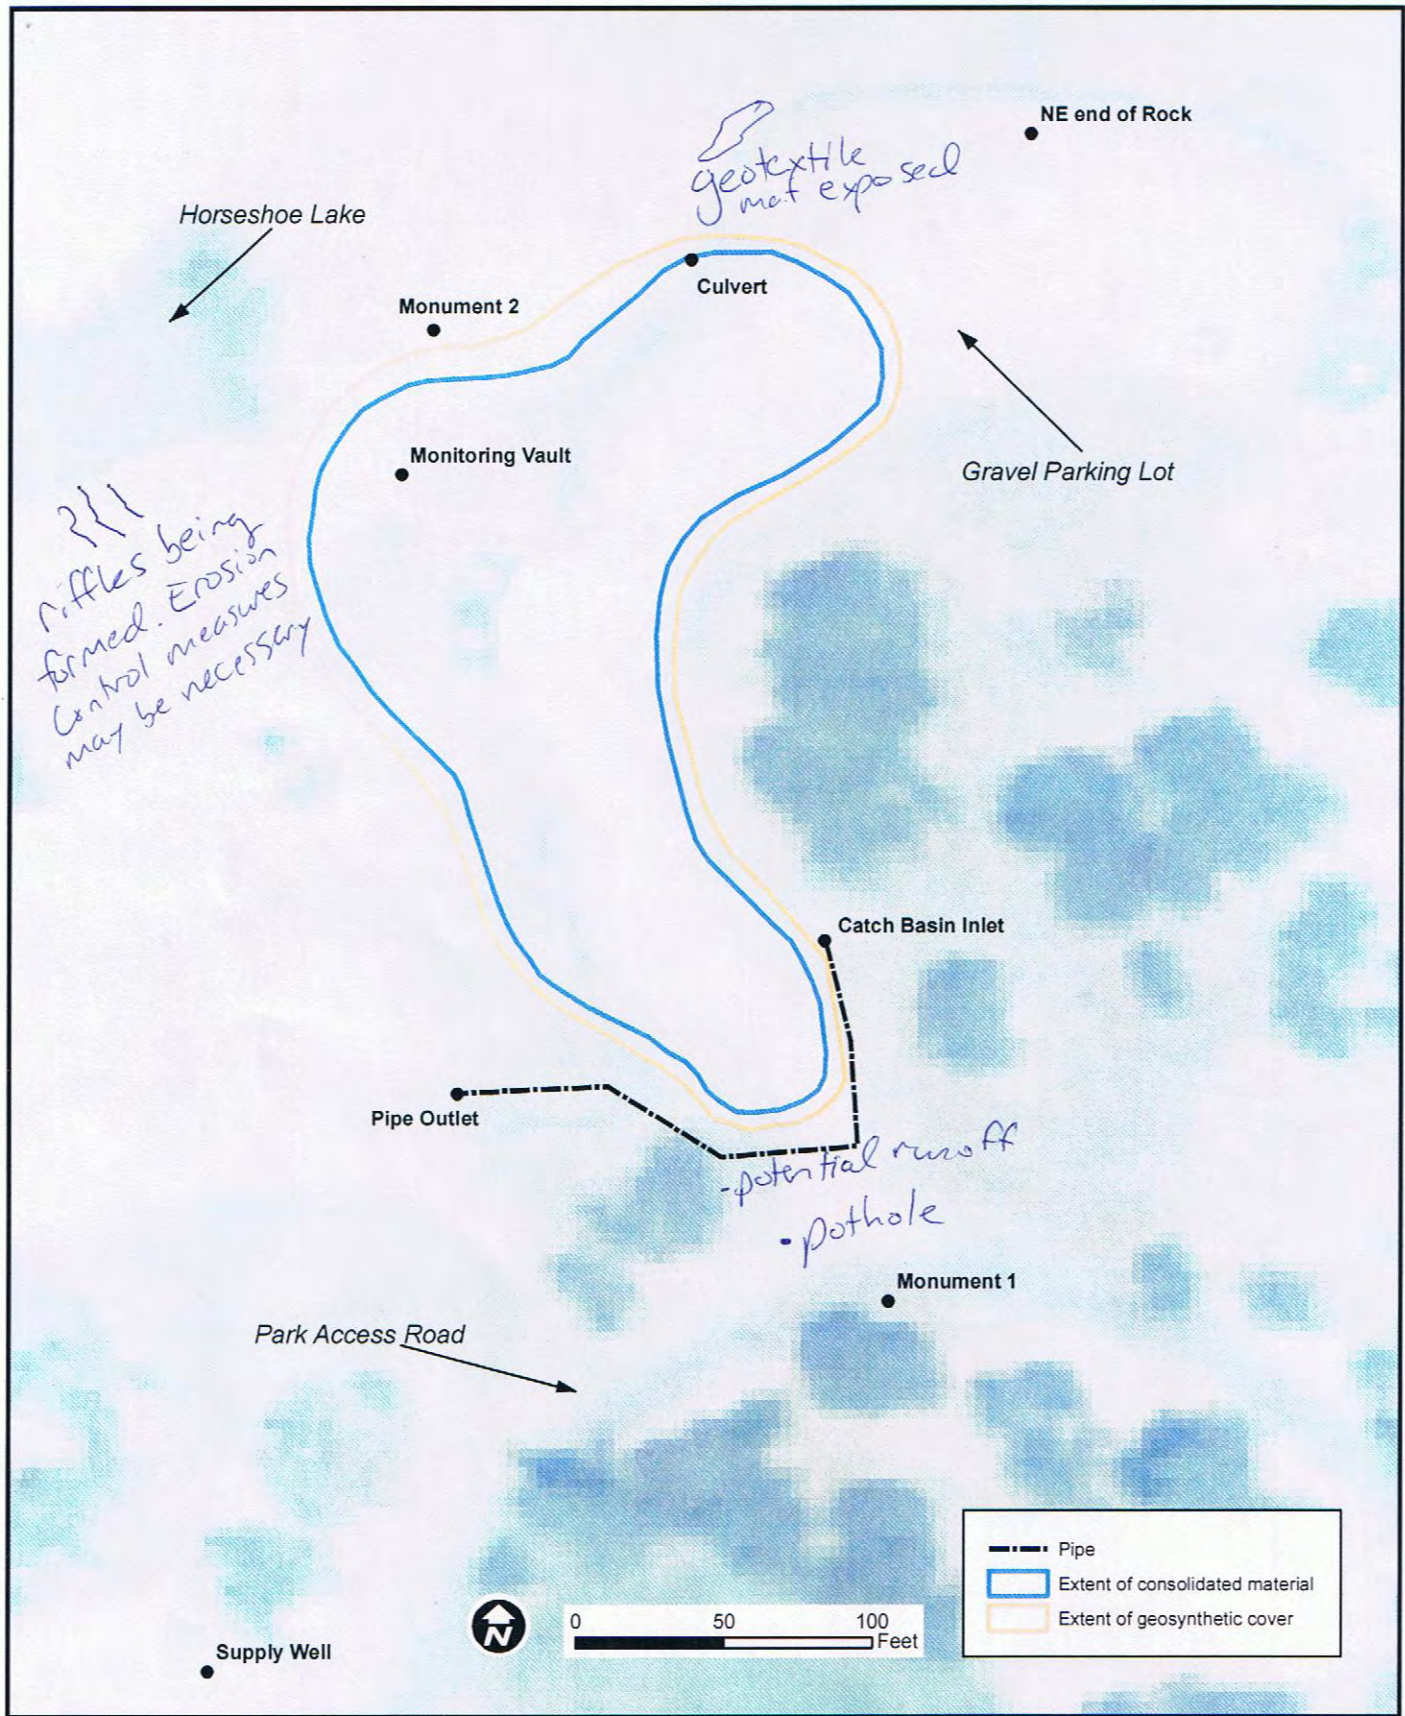 NE end of Rock
geotextile
mat exposed
Horseshoe Lake
Culvert
Monument 2
Monitoring Vault
Gravel Parking Lot
riffles being
formed. Erosion
Control measures
may be necessary
Catch Basin Inlet
Pipe Outlet
-potential runoff
• pothole
Monument 1
Park Access Road
Pipe
Extent of consolidated material
Extent of geosynthetic cover
N
0 50 100
Feet
Supply Well